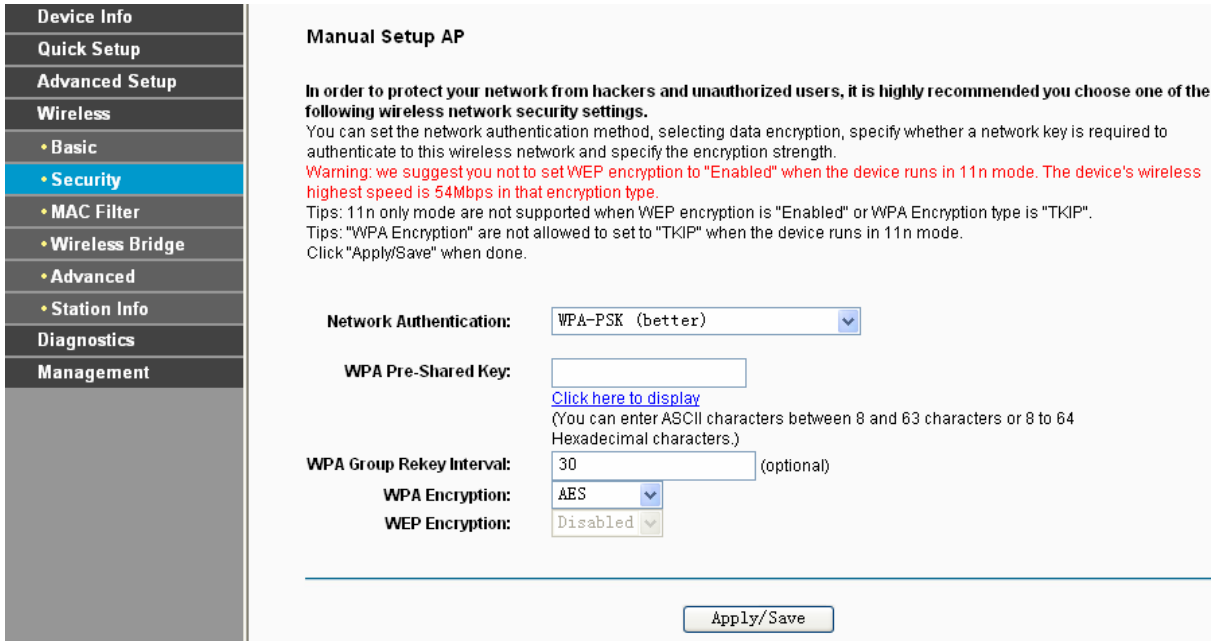 Device Info
Quick Setup
Advanced Setup
Wireless
• Basic
• Security
• MAC Filter
• Wireless Bridge
• Advanced
• Station Info
Diagnostics
Management
Manual Setup AP
In order to protect your network from hackers and unauthorized users, it is highly recommended you choose one of the
following wireless network security settings.
You can set the network authentication method, selecting data encryption, specify whether a network key is required to
authenticate to this wireless network and specify the encryption strength.
Warning: we suggest you not to set WEP encryption to "Enabled" when the device runs in 11n mode. The device's wireless
highest speed is 54Mbps in that encryption type.
Tips: 11n only mode are not supported when WEP encryption is "Enabled" or WPA Encryption type is "TKIP".
Tips: "WPA Encryption" are not allowed to set to "TKIP" when the device runs in 11n mode.
Click "Apply/Save" when done.
Network Authentication: WPA-PSK (better)
WPA Pre-Shared Key:
Click here to display
(You can enter ASCII characters between 8 and 63 characters or 8 to 64
Hexadecimal characters.)
WPA Group Rekey Interval: 30 (optional)
WPA Encryption: AES
WEP Encryption: Disabled
Apply/Save